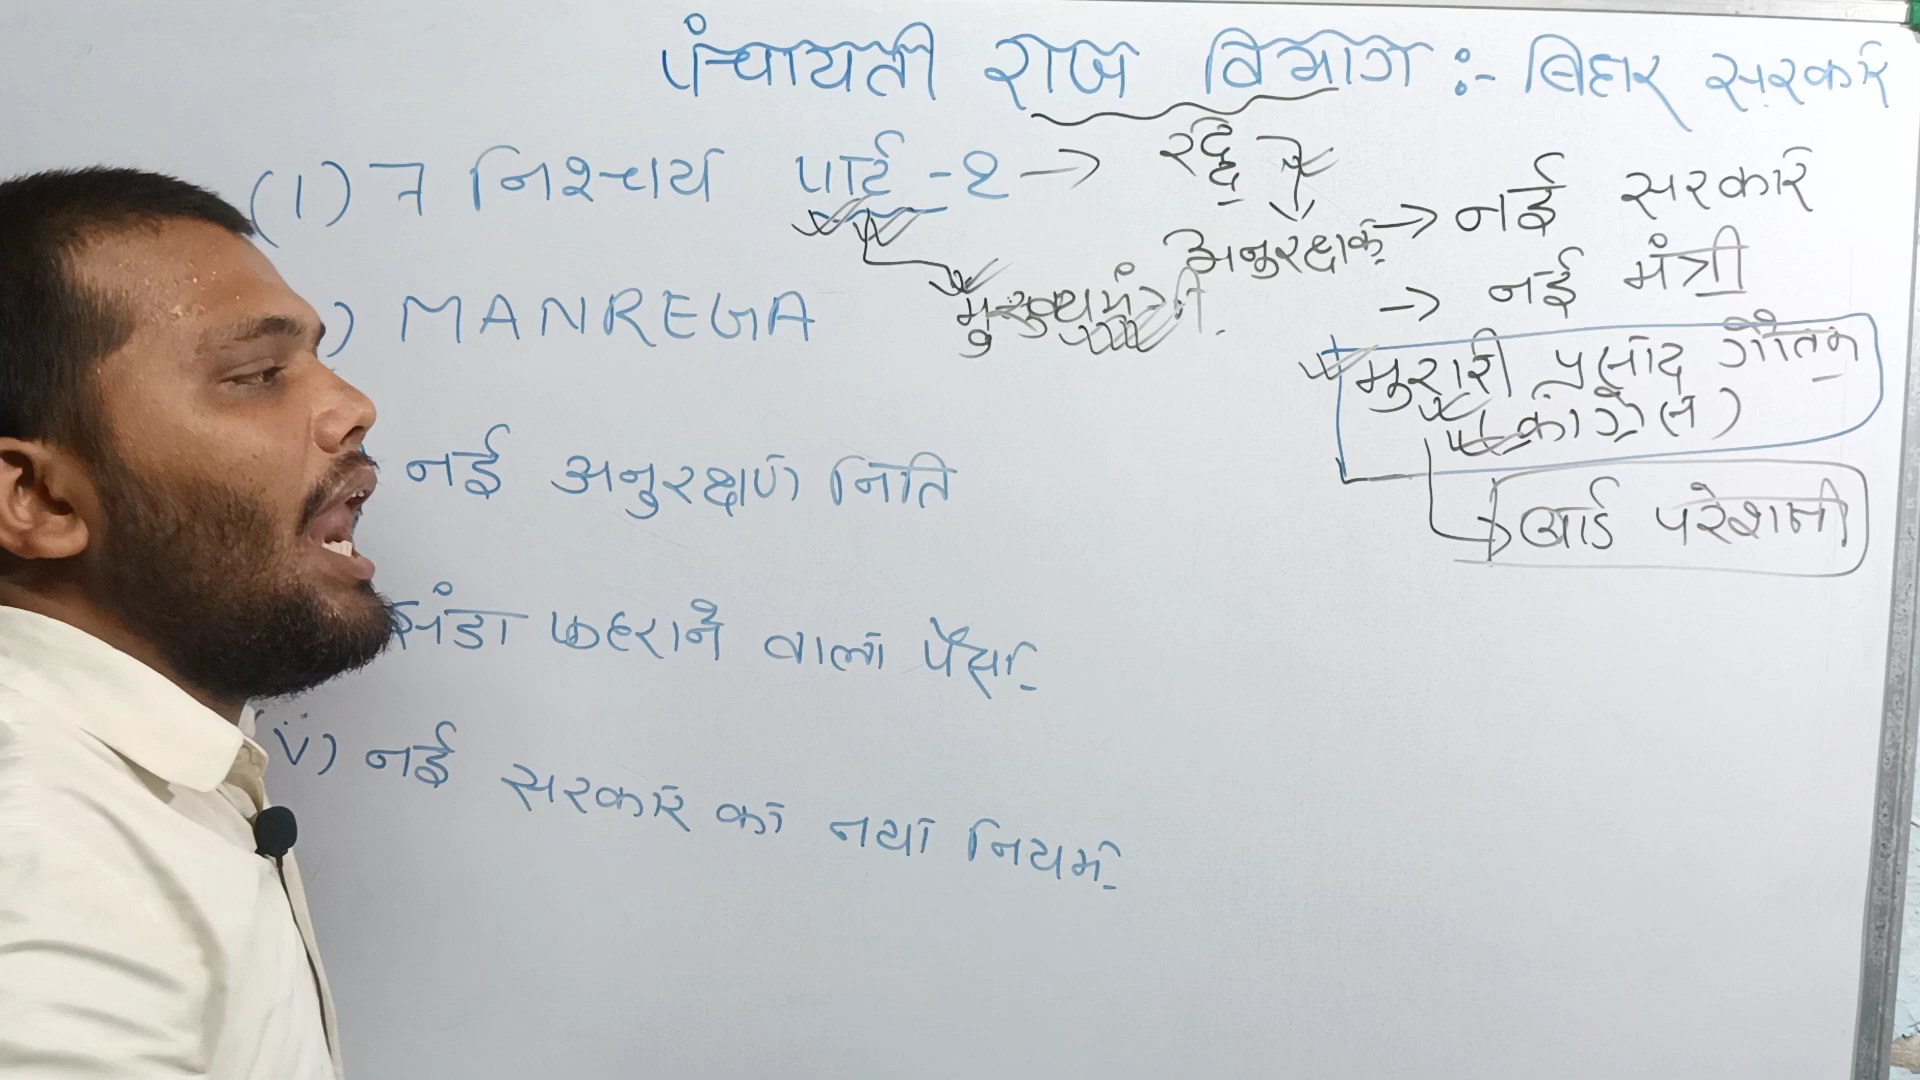 पंचायती राज विभाग :- बिहार सरकार
(1) 7 निश्चय पार्ट -2 → रद्द
अनुरक्षक
मुख्यमंत्री
→ नई सरकार
→ नई मंत्री
मुरारी प्रसाद गौतम
(कांग्रेस)
आई परेशानी
) MANREGA
नई अनुरक्षण निति
झंडा फहराने वाला पैसा-
v) नई सरकार का नया नियम-